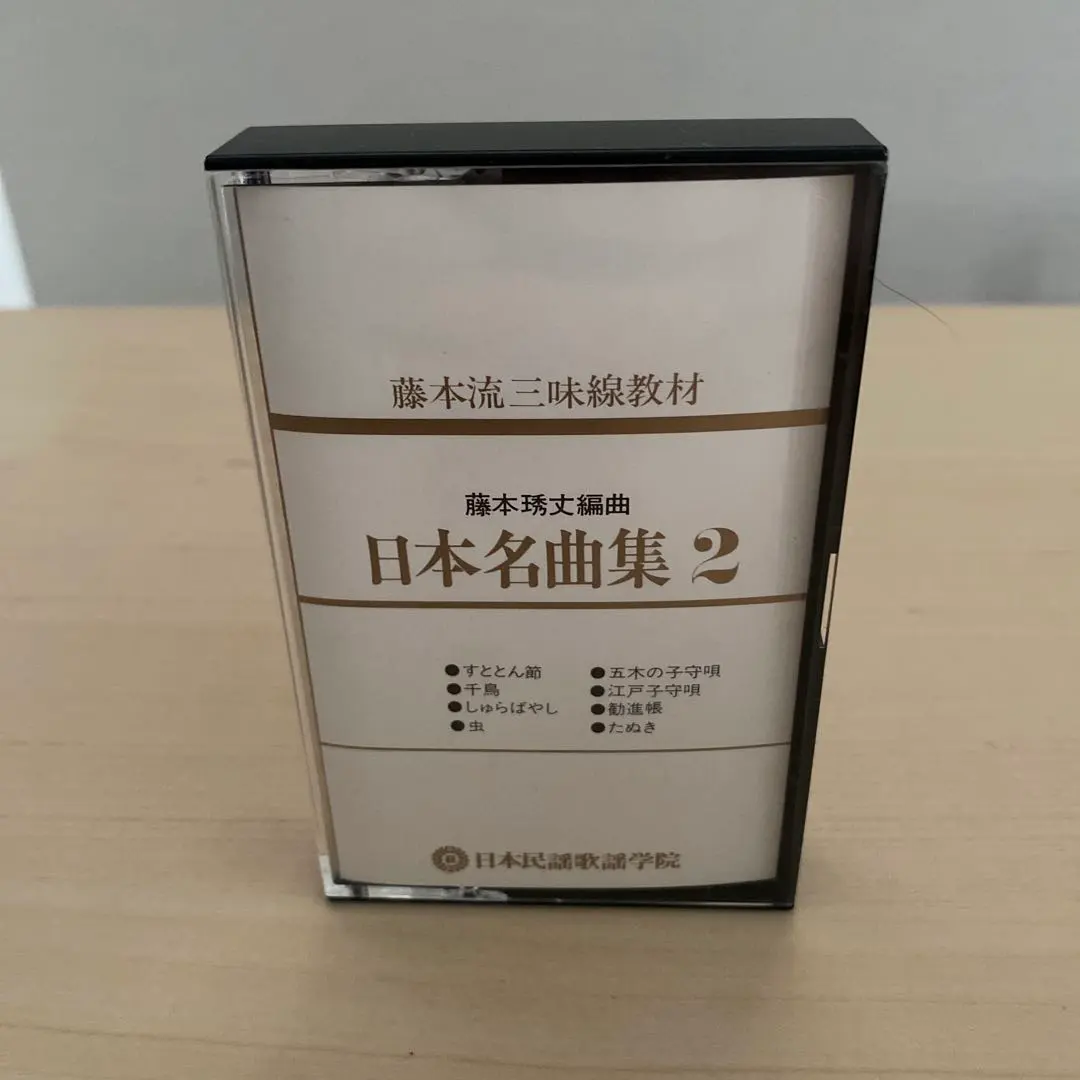 藤本流三味線教材
藤本琇丈編曲
日本名曲集 2
●すととん節
●千鳥
●しゅらばやし
●虫
●五木の子守唄
●江戸子守唄
●勧進帳
●たぬき
日本民謡歌謡学院